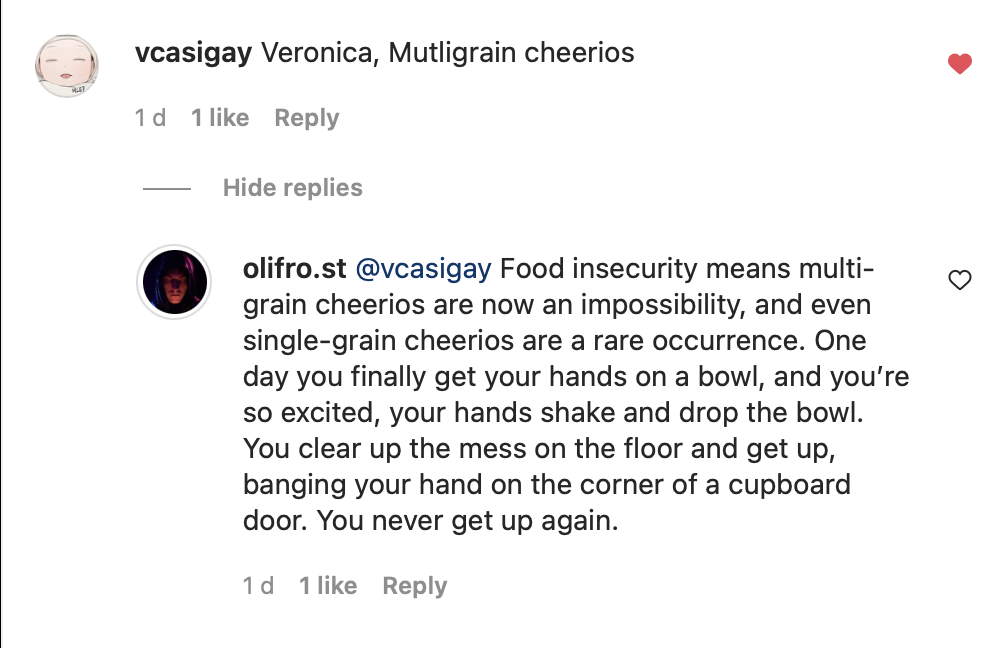 vcasigay Veronica, Mutligrain cheerios
1 d 1 like Reply
Hide replies
olifro.st @vcasigay Food insecurity means multi-
grain cheerios are now an impossibility, and even
single-grain cheerios are a rare occurrence. One
day you finally get your hands on a bowl, and you’re
so excited, your hands shake and drop the bowl.
You clear up the mess on the floor and get up,
banging your hand on the corner of a cupboard
door. You never get up again.
1 d 1 like Reply